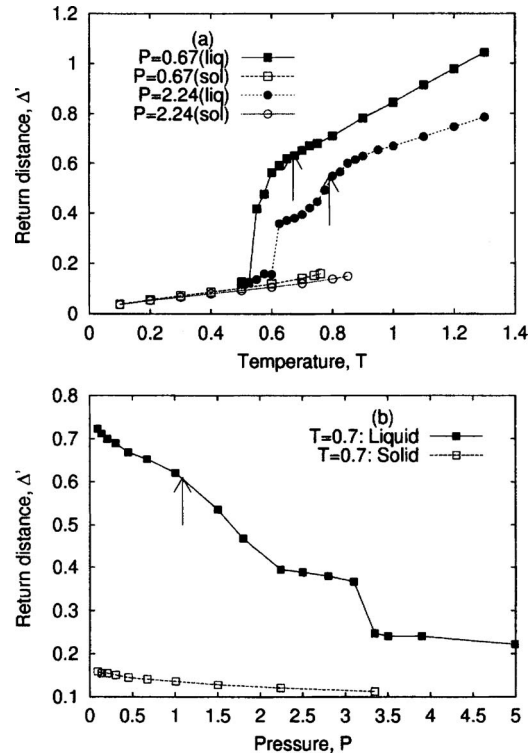 1.2
1
0.8
0.6
0.4
0.2
0
Return distance, Δ'
(a)
P=0.67(liq)
P=0.67(sol)
P=2.24(liq)
P=2.24(sol)
0 0.2 0.4 0.6 0.8 1 1.2 1.4
Temperature, T
0.8
0.7
0.6
0.5
0.4
0.3
0.2
0.1
Return distance, Δ'
(b)
T=0.7: Liquid
T=0.7: Solid
0 0.5 1 1.5 2 2.5 3 3.5 4 4.5 5
Pressure, P